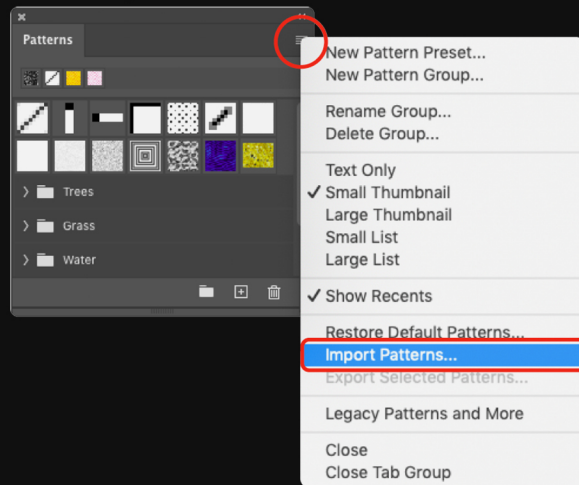 Patterns
Trees
Grass
Water
New Pattern Preset...
New Pattern Group...
Rename Group...
Delete Group...
Text Only
Small Thumbnail
Large Thumbnail
Small List
Large List
Show Recents
Restore Default Patterns...
Import Patterns...
Export Selected Patterns...
Legacy Patterns and More
Close
Close Tab Group